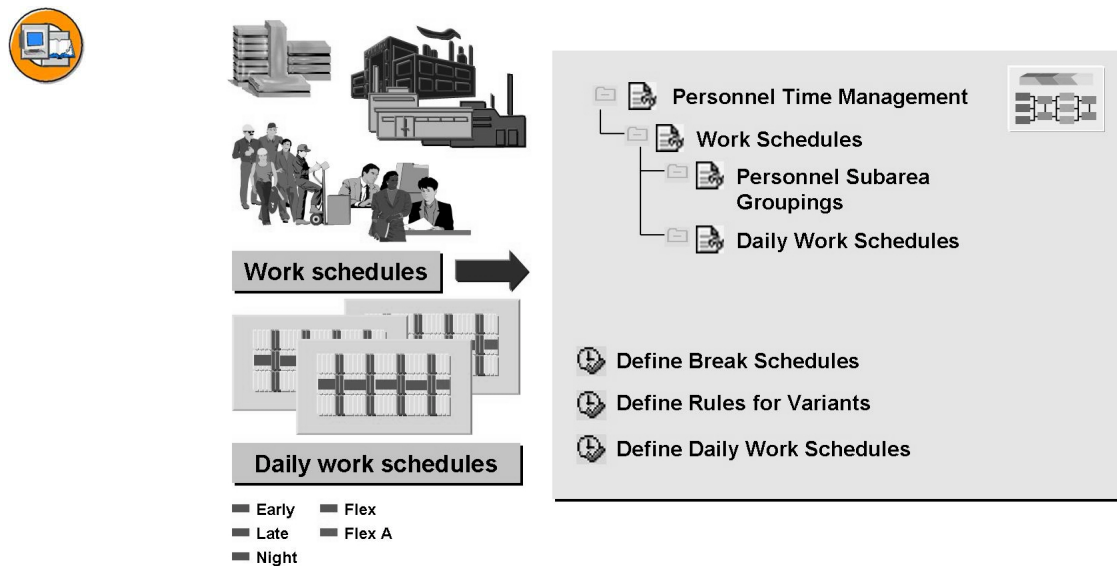 Work schedules
Daily work schedules
Early
Flex
Late
Flex A
Night
Personnel Time Management
Work Schedules
Personnel Subarea
Groupings
Daily Work Schedules
Define Break Schedules
Define Rules for Variants
Define Daily Work Schedules